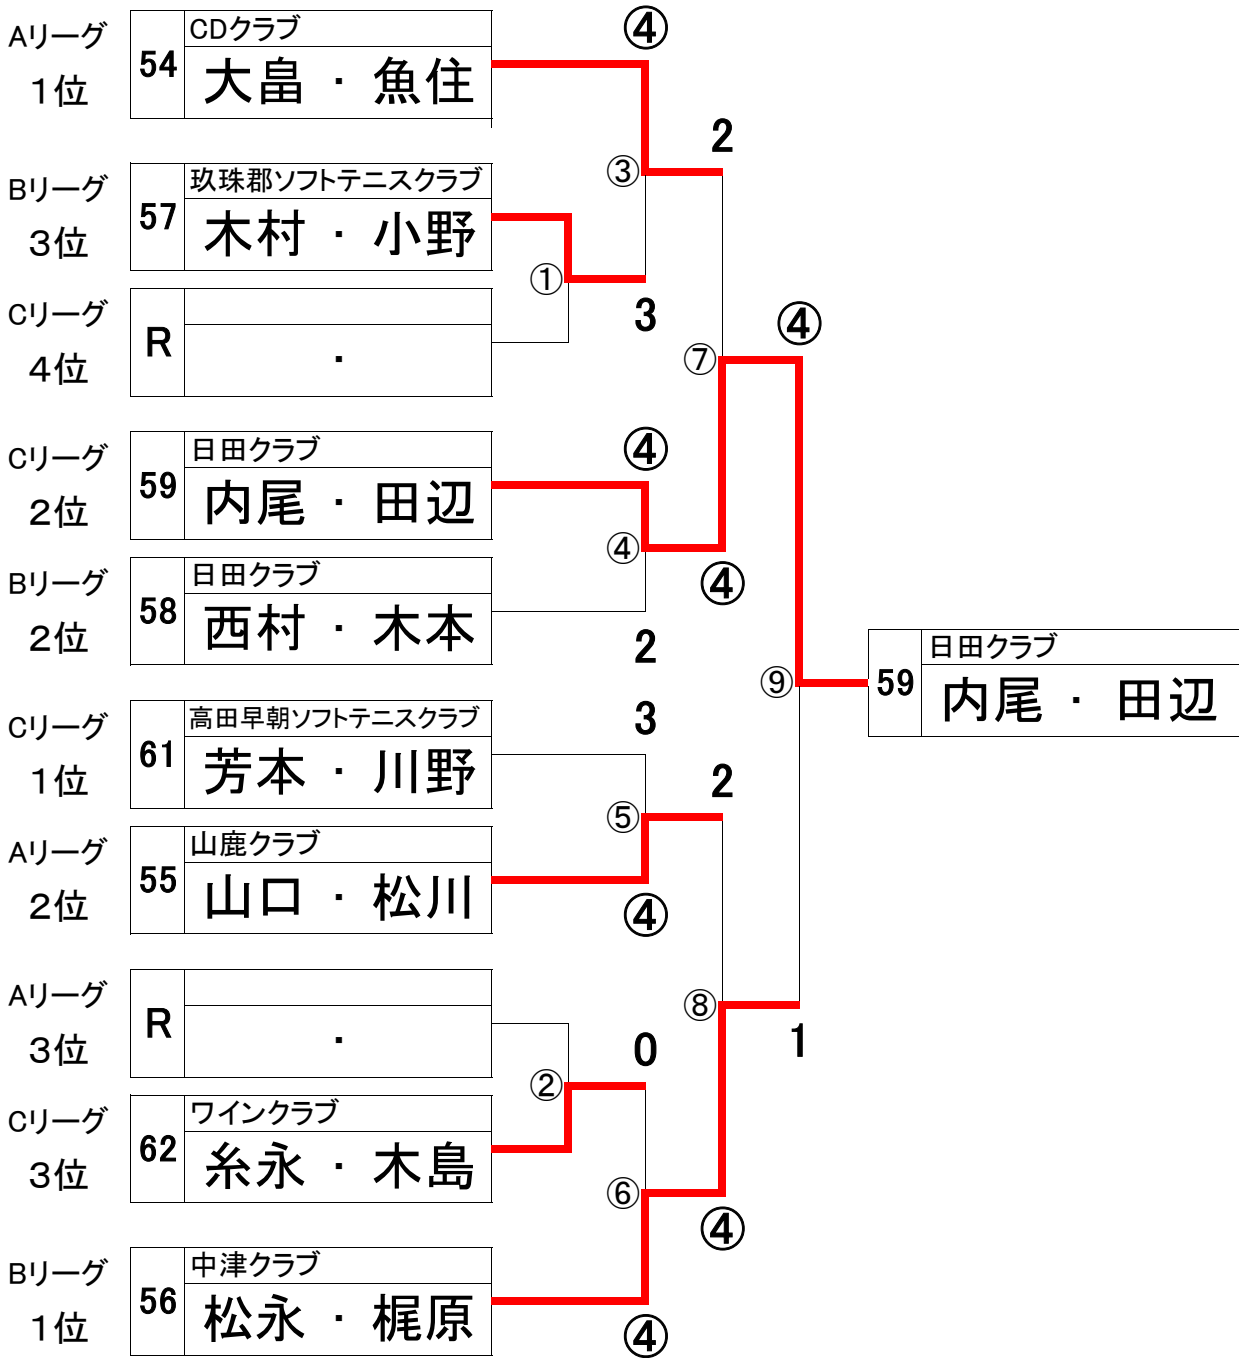 Aリーグ
1位
54
CDクラブ
大畠 ・ 魚住
④
2
③
Bリーグ
3位
57
玖珠郡ソフトテニスクラブ
木村 ・ 小野
①
3
Cリーグ
4位
R
・
⑦
④
Cリーグ
2位
59
日田クラブ
内尾 ・ 田辺
④
④
④
Bリーグ
2位
58
日田クラブ
西村 ・ 木本
2
⑨
59
日田クラブ
内尾 ・ 田辺
Cリーグ
1位
61
高田早朝ソフトテニスクラブ
芳本 ・ 川野
3
2
⑤
Aリーグ
2位
55
山鹿クラブ
山口 ・ 松川
④
Aリーグ
3位
R
・
⑧
1
0
②
Cリーグ
3位
62
ワインクラブ
糸永 ・ 木島
⑥
④
Bリーグ
1位
56
中津クラブ
松永 ・ 梶原
④